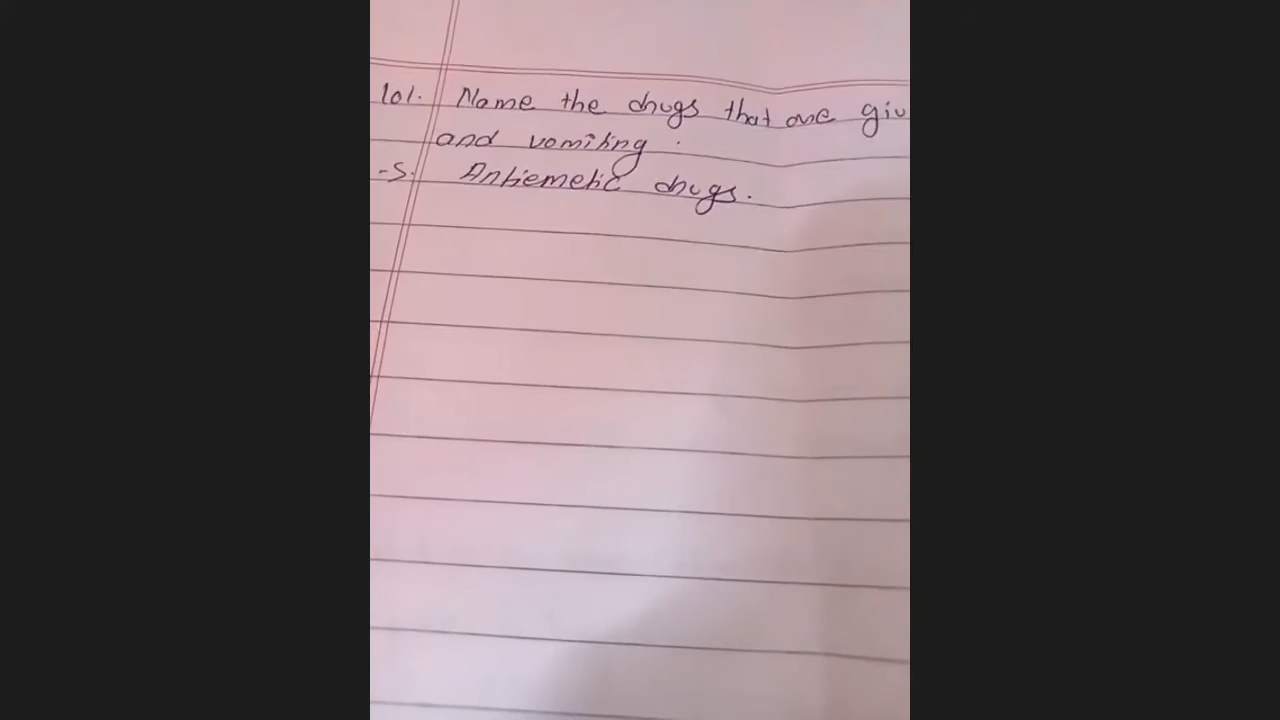 101. Name the drugs that are giv
and vomiting.
-S. Antiemetic drugs.